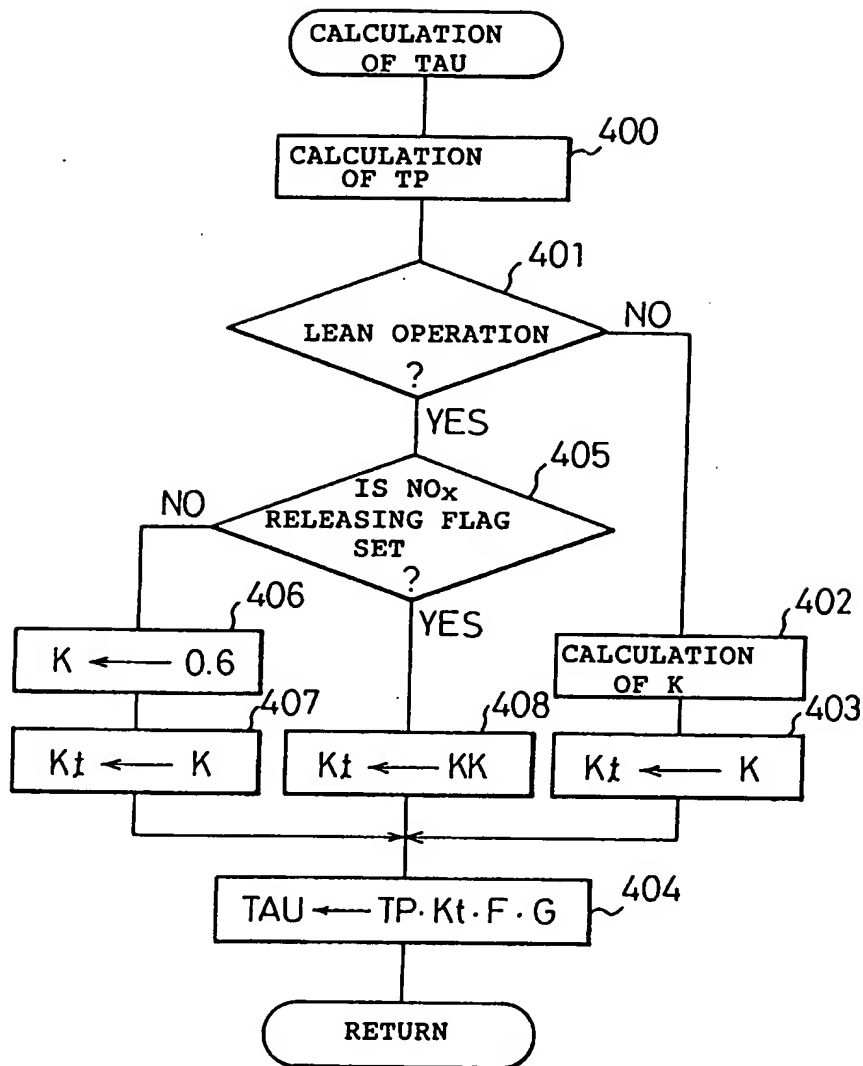 CALCULATION
OF TAU
400
CALCULATION
OF TP
401
LEAN OPERATION
?
NO
YES
405
IS NOx
RELEASING FLAG
SET
?
NO
YES
406
K ← 0.6
402
CALCULATION
OF K
407
Kt ← K
408
Kt ← KK
403
Kt ← K
404
TAU ← TP·Kt·F·G
RETURN